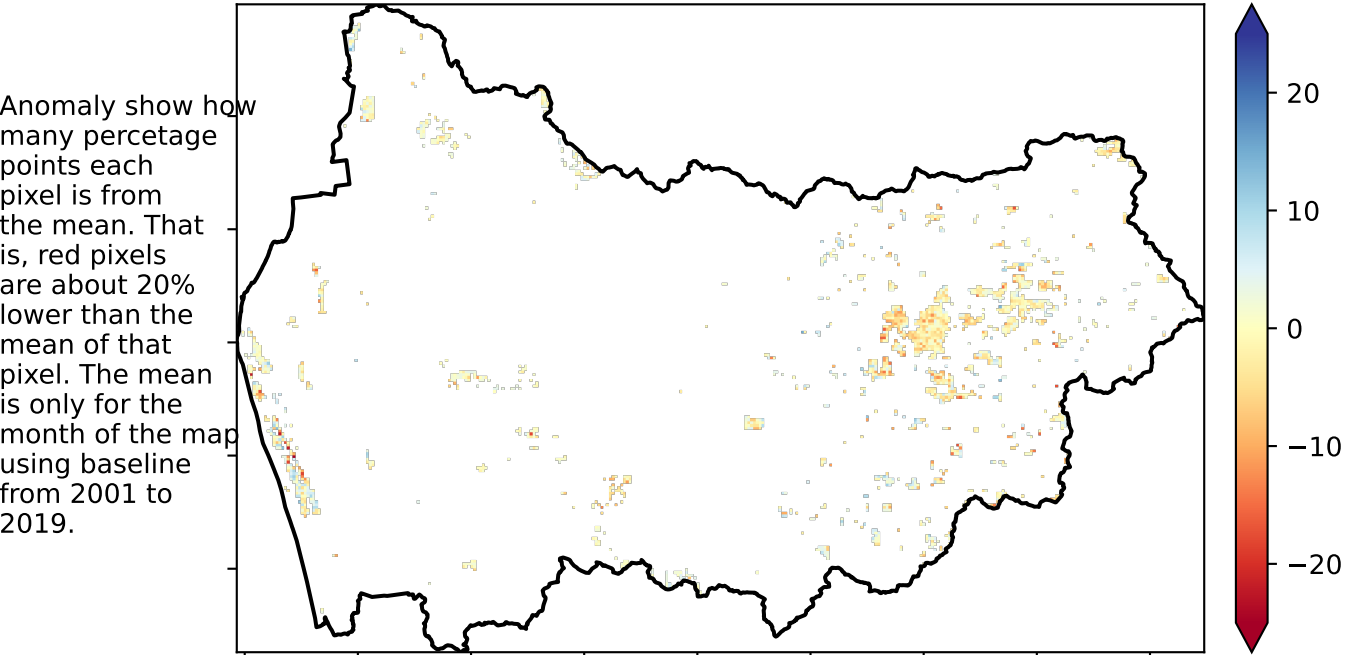 Anomaly show how
many percetage
points each
pixel is from
the mean. That
is, red pixels
are about 20%
lower than the
mean of that
pixel. The mean
is only for the
month of the map
using baseline
from 2001 to
2019.
20
10
0
−10
−20